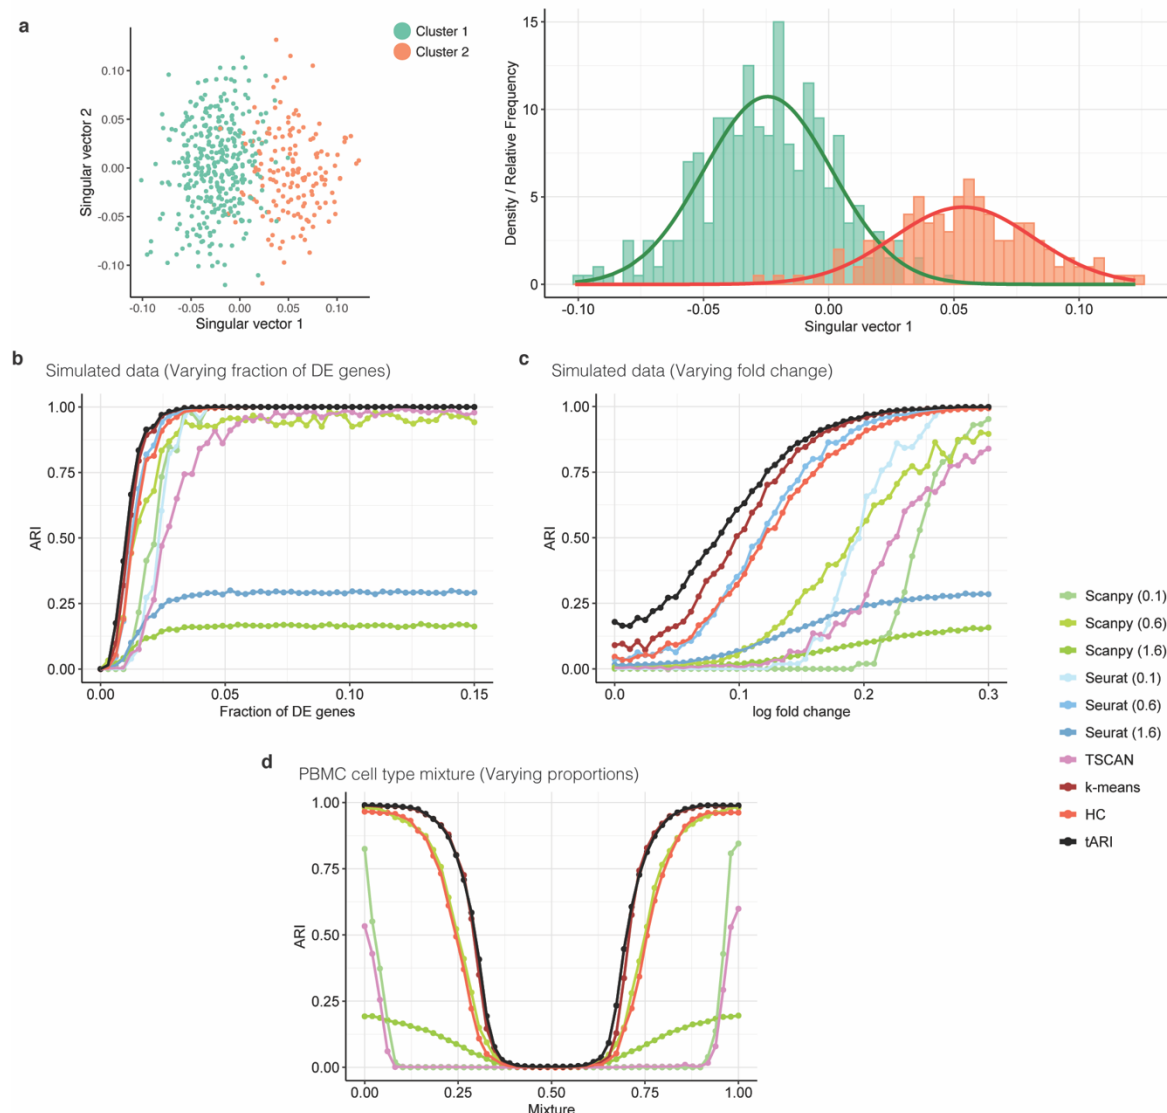 a
Cluster 1
Cluster 2
Singular vector 2
0.10
0.05
0.00
-0.05
-0.10
-0.10 -0.05 0.00 0.05 0.10
Singular vector 1
Density / Relative Frequency
15
10
5
0
-0.10 -0.05 0.00 0.05 0.10
Singular vector 1
b Simulated data (Varying fraction of DE genes)
ARI
1.00
0.75
0.50
0.25
0.00
0.00 0.05 0.10 0.15
Fraction of DE genes
c Simulated data (Varying fold change)
ARI
1.00
0.75
0.50
0.25
0.00
0.0 0.1 0.2 0.3
log fold change
Scanpy (0.1)
Scanpy (0.6)
Scanpy (1.6)
Seurat (0.1)
Seurat (0.6)
Seurat (1.6)
TSCAN
k-means
HC
tARI
d PBMC cell type mixture (Varying proportions)
ARI
1.00
0.75
0.50
0.25
0.00
0.00 0.25 0.50 0.75 1.00
Mixture